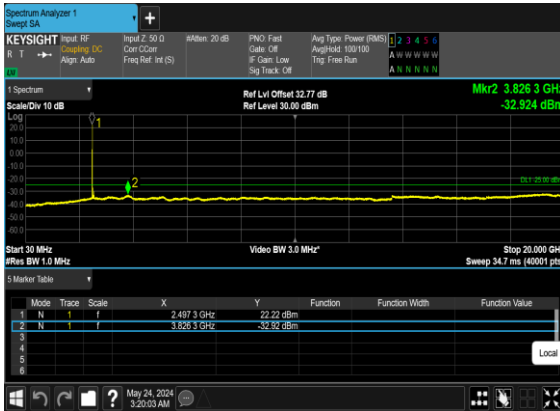 Spectrum Analyzer 1
Swept SA
KEYSIGHT
R T
LXI
Input: RF
Coupling: DC
Align: Auto
Input Z: 50 Ω
Corr CCorr
Freq Ref: Int (S)
#Atten: 20 dB
PNO: Fast
Gate: Off
IF Gain: Low
Sig Track: Off
Avg Type: Power (RMS)
Avg|Hold: 100/100
Trig: Free Run
1 2 3 4 5 6
A W W W W W
A N N N N N
1 Spectrum
Scale/Div 10 dB
Ref Lvl Offset 32.77 dB
Ref Level 30.00 dBm
Mkr2 3.826 3 GHz
-32.924 dBm
Log
20.0
10.0
0.00
-10.0
-20.0
-30.0
-40.0
-50.0
-60.0
1
2
DL1 -25.00 dBm
Start 30 MHz
#Res BW 1.0 MHz
Video BW 3.0 MHz*
Stop 20.000 GHz
Sweep 34.7 ms (40001 pts)
5 Marker Table
Mode Trace Scale X Y Function Function Width Function Value
1 N 1 f 2.497 3 GHz 22.22 dBm
2 N 1 f 3.826 3 GHz -32.92 dBm
3
4
5
6
Local
?
May 24, 2024
3:20:03 AM